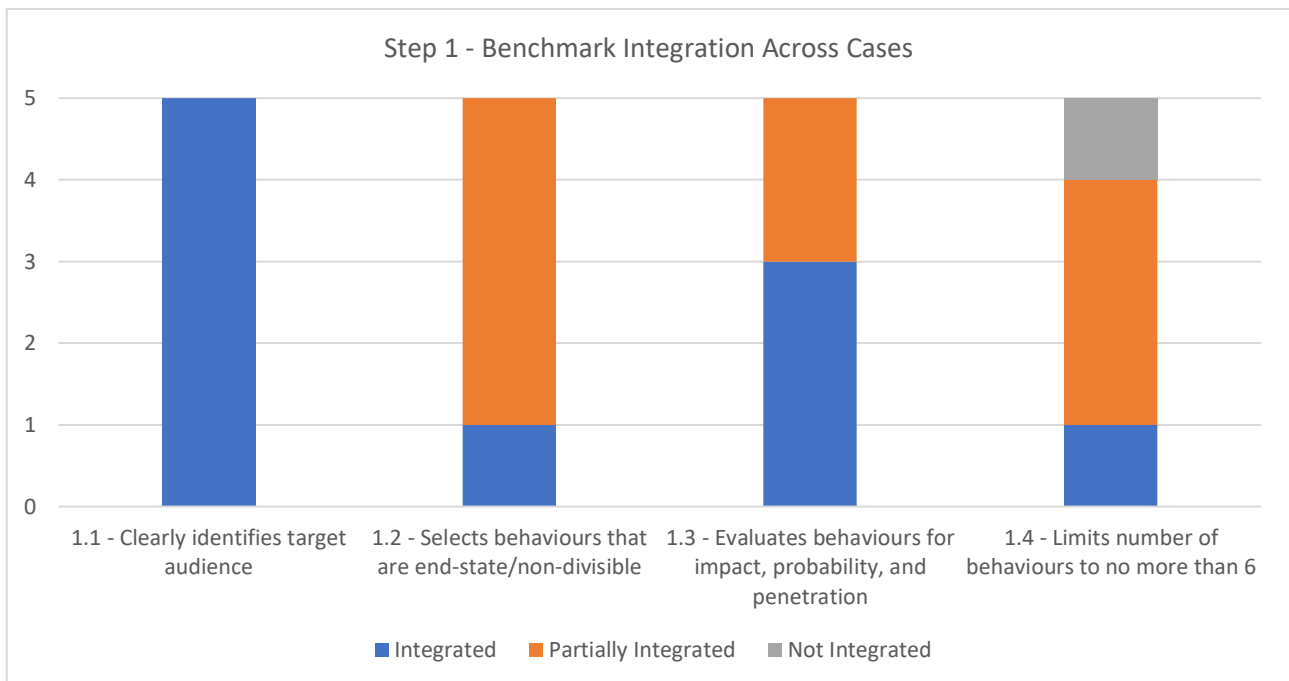 Step 1 - Benchmark Integration Across Cases
5
4
3
2
1
0
1.1 - Clearly identifies target
audience
1.2 - Selects behaviours that
are end-state/non-divisible
1.3 - Evaluates behaviours for
impact, probability, and
penetration
1.4 - Limits number of
behaviours to no more than 6
Integrated
Partially Integrated
Not Integrated